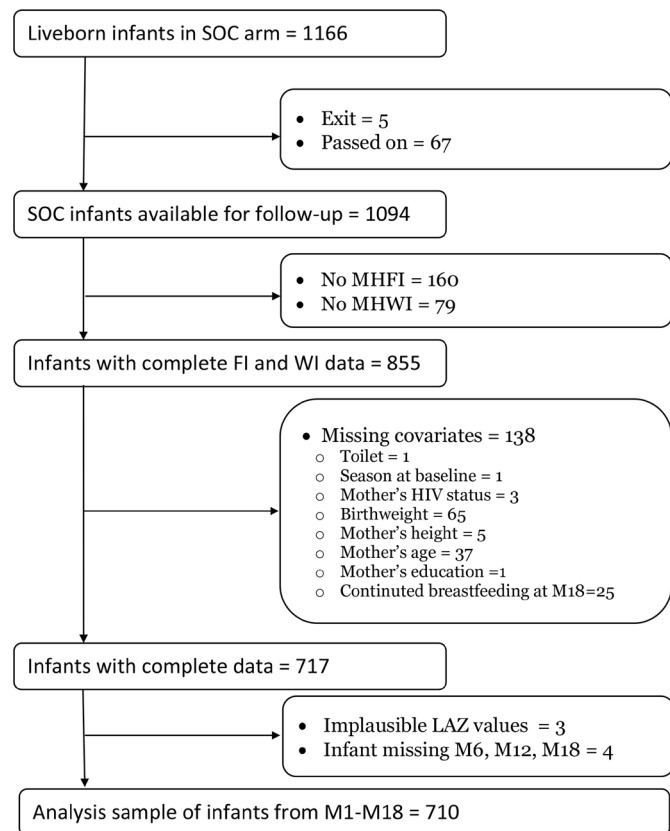 Liveborn infants in SOC arm = 1166
• Exit = 5
• Passed on = 67
SOC infants available for follow-up = 1094
• No MHFI = 160
• No MHWI = 79
Infants with complete FI and WI data = 855
• Missing covariates = 138
○ Toilet = 1
○ Season at baseline = 1
○ Mother's HIV status = 3
○ Birthweight = 65
○ Mother's height = 5
○ Mother's age = 37
○ Mother's education =1
○ Continuted breastfeeding at M18=25
Infants with complete data = 717
• Implausible LAZ values = 3
• Infant missing M6, M12, M18 = 4
Analysis sample of infants from M1-M18 = 710